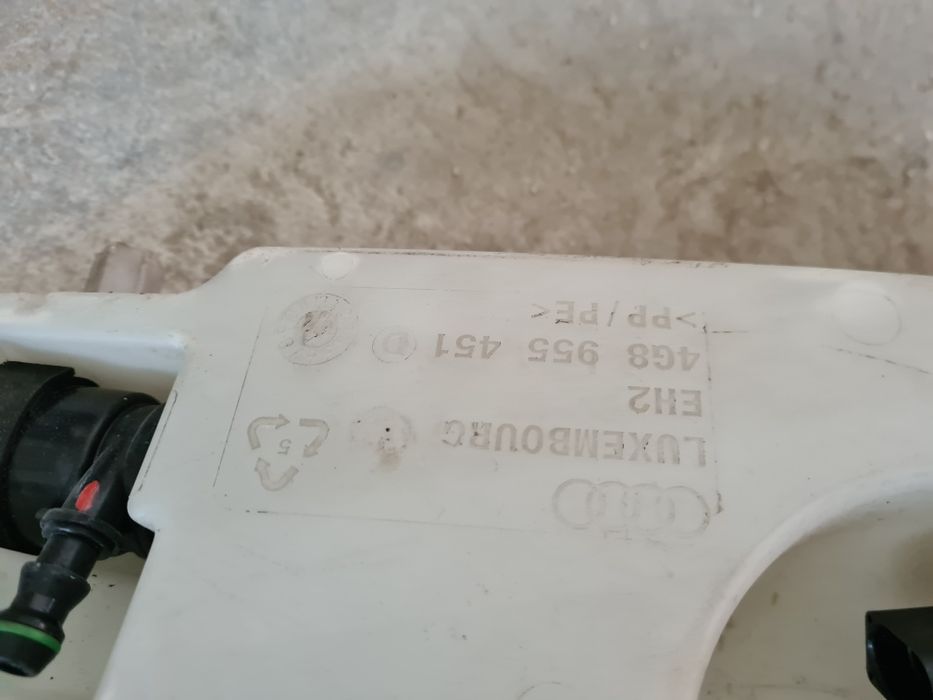 LUXEMBOURG
5
EH2
4G8 955 451 D
>PP/PE<